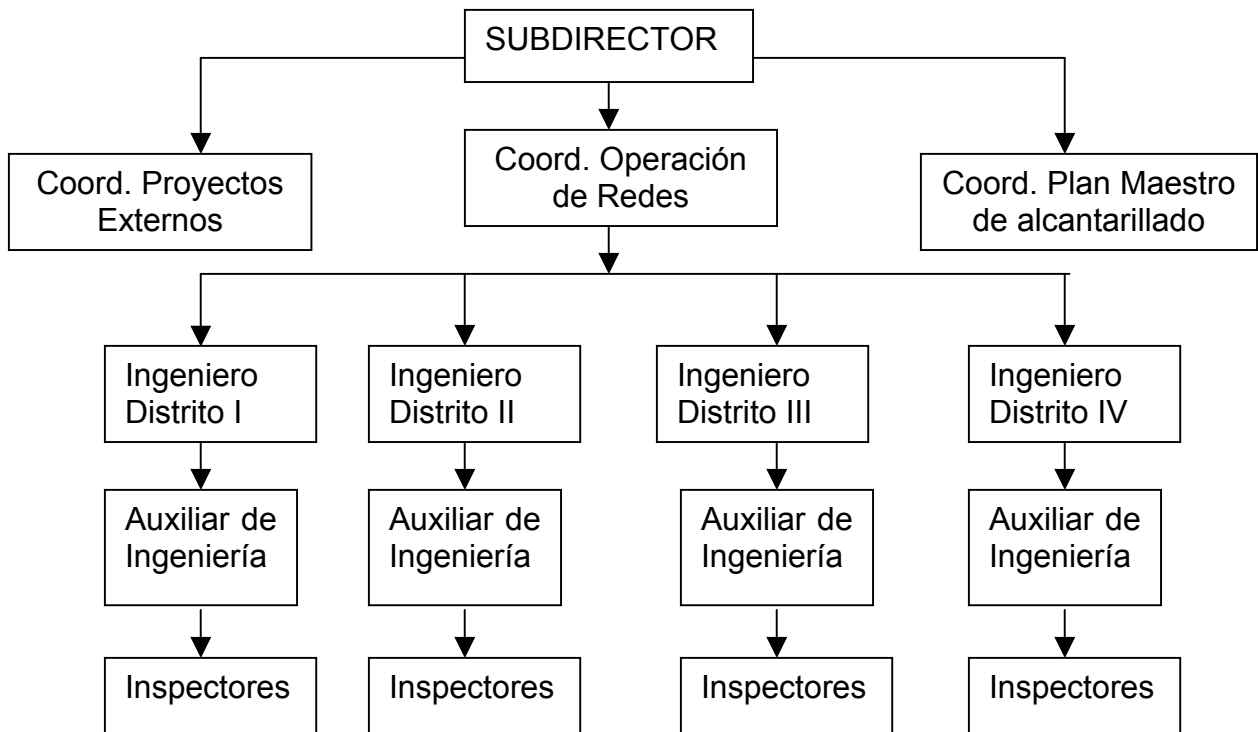 SUBDIRECTOR
Coord. Proyectos
Externos
Coord. Operación
de Redes
Coord. Plan Maestro
de alcantarillado
Ingeniero
Distrito I
Ingeniero
Distrito II
Ingeniero
Distrito III
Ingeniero
Distrito IV
Auxiliar de
Ingeniería
Auxiliar de
Ingeniería
Auxiliar de
Ingeniería
Auxiliar de
Ingeniería
Inspectores
Inspectores
Inspectores
Inspectores